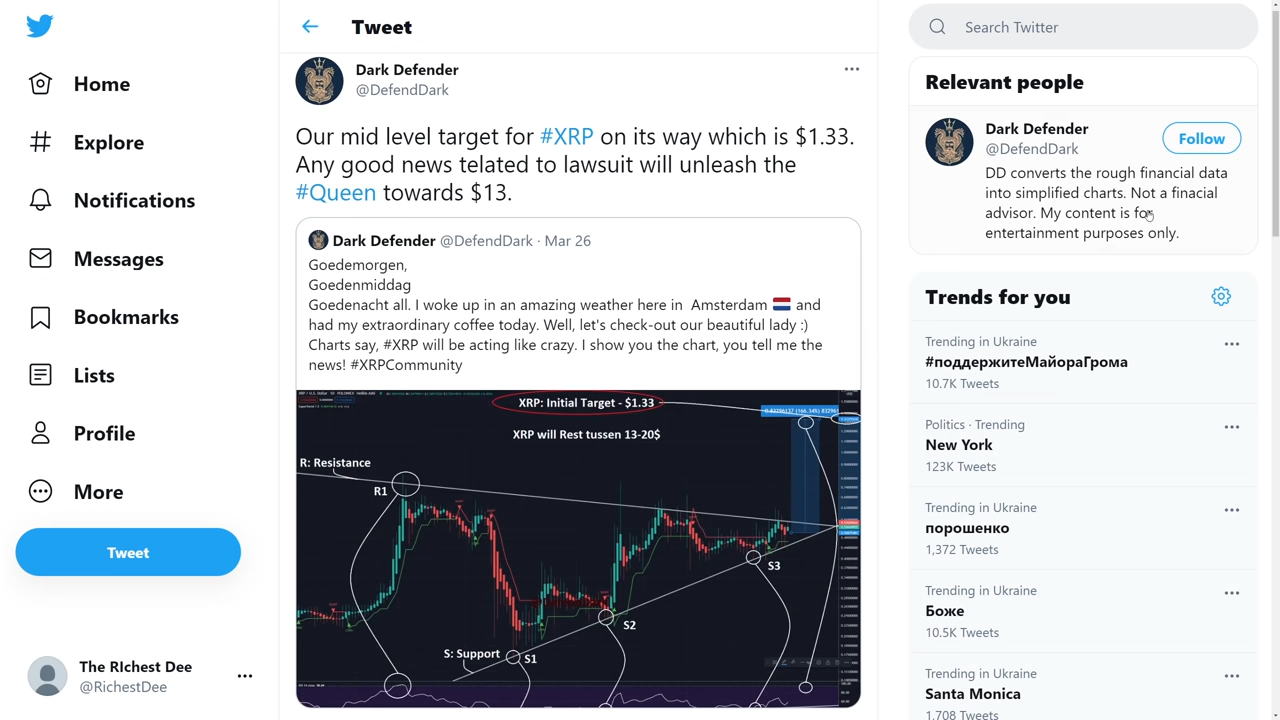 Home
Explore
Notifications
Messages
Bookmarks
Lists
Profile
More
Tweet
The RIchest Dee
@RichestDee
Tweet
Dark Defender
@DefendDark
Our mid level target for #XRP on its way which is $1.33.
Any good news telated to lawsuit will unleash the
#Queen towards $13.
Dark Defender @DefendDark · Mar 26
Goedemorgen,
Goedenmiddag
Goedenacht all. I woke up in an amazing weather here in Amsterdam 🇳🇱 and
had my extraordinary coffee today. Well, let's check-out our beautiful lady :)
Charts say, #XRP will be acting like crazy. I show you the chart, you tell me the
news! #XRPCommunity
XRP: Initial Target - $1.33
XRP will Rest tussen 13-20$
R: Resistance
R1
S3
S2
S: Support
S1
Search Twitter
Relevant people
Dark Defender
@DefendDark
Follow
DD converts the rough financial data
into simplified charts. Not a finacial
advisor. My content is for
entertainment purposes only.
Trends for you
Trending in Ukraine
#поддержитеМайораГрома
10.7K Tweets
Politics · Trending
New York
123K Tweets
Trending in Ukraine
порошенко
1,372 Tweets
Trending in Ukraine
Боже
10.5K Tweets
Trending in Ukraine
Santa Monica
1,708 Tweets